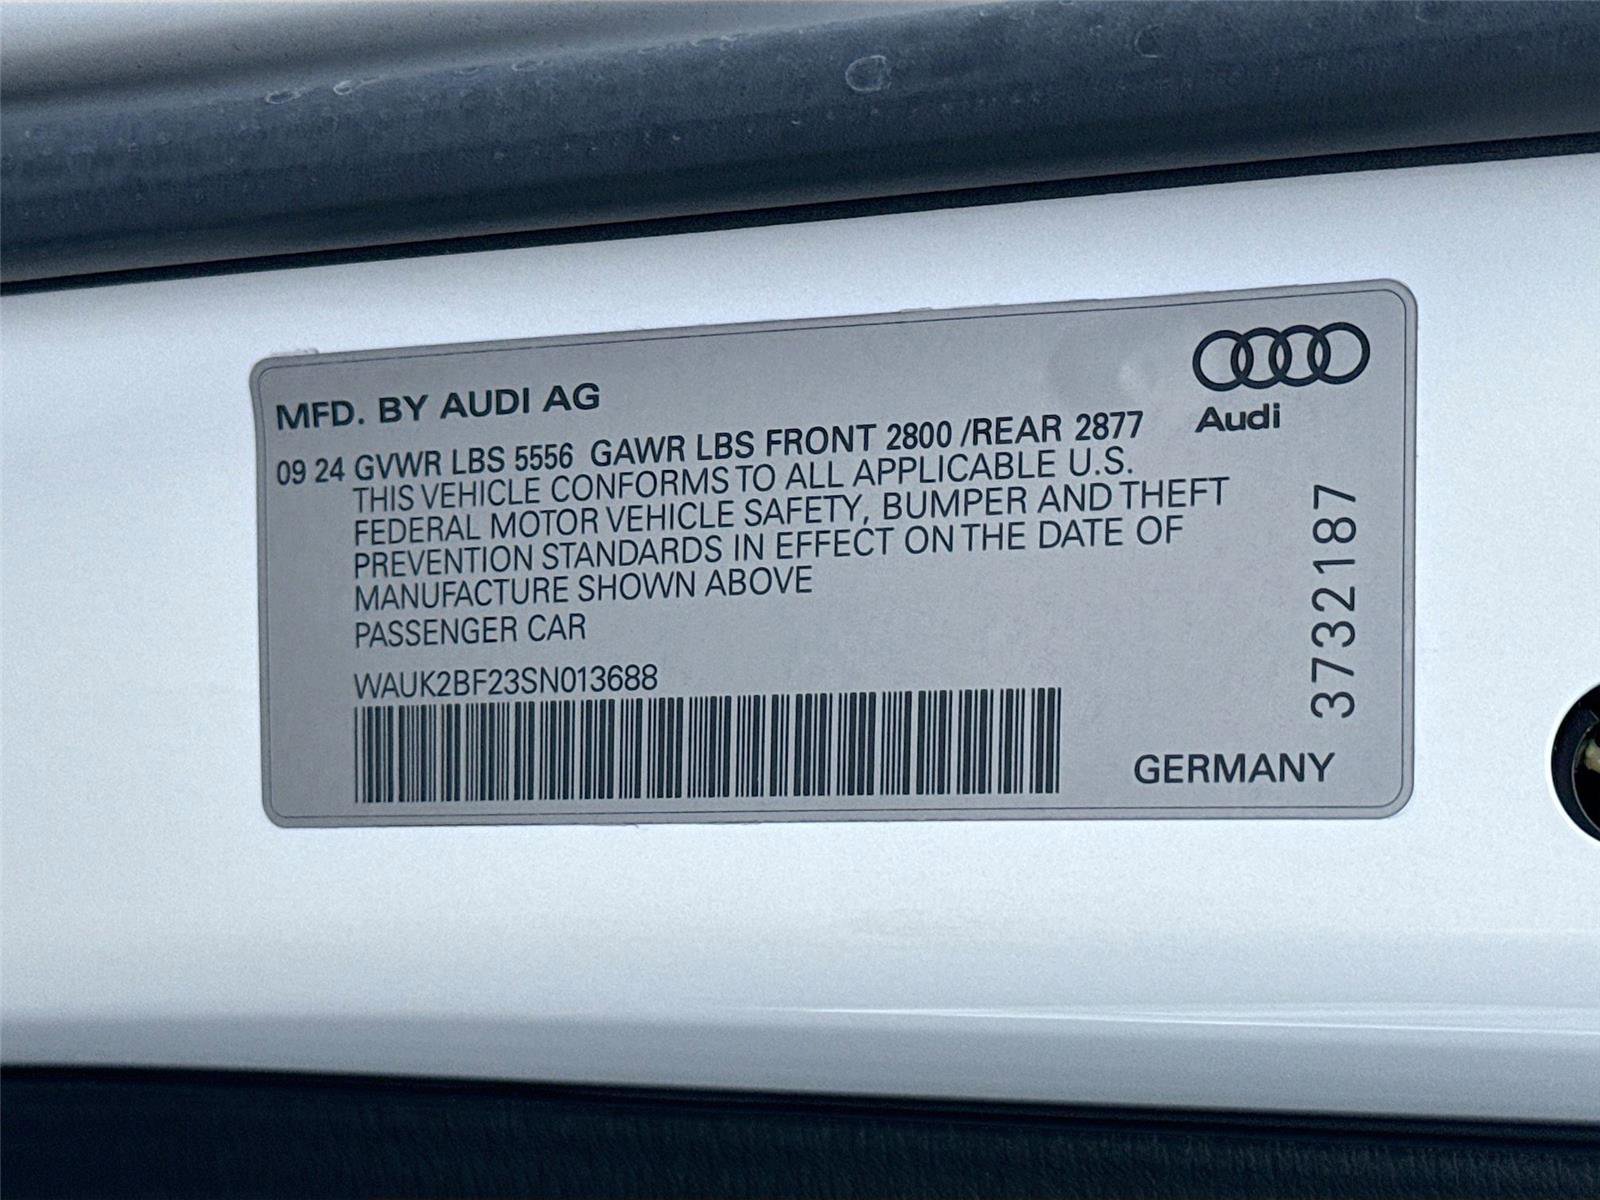 MFD. BY AUDI AG
Audi
09 24 GVWR LBS 5556 GAWR LBS FRONT 2800 /REAR 2877
THIS VEHICLE CONFORMS TO ALL APPLICABLE U.S.
FEDERAL MOTOR VEHICLE SAFETY, BUMPER AND THEFT
PREVENTION STANDARDS IN EFFECT ON THE DATE OF
MANUFACTURE SHOWN ABOVE
PASSENGER CAR
WAUK2BF23SN013688
3732187
GERMANY